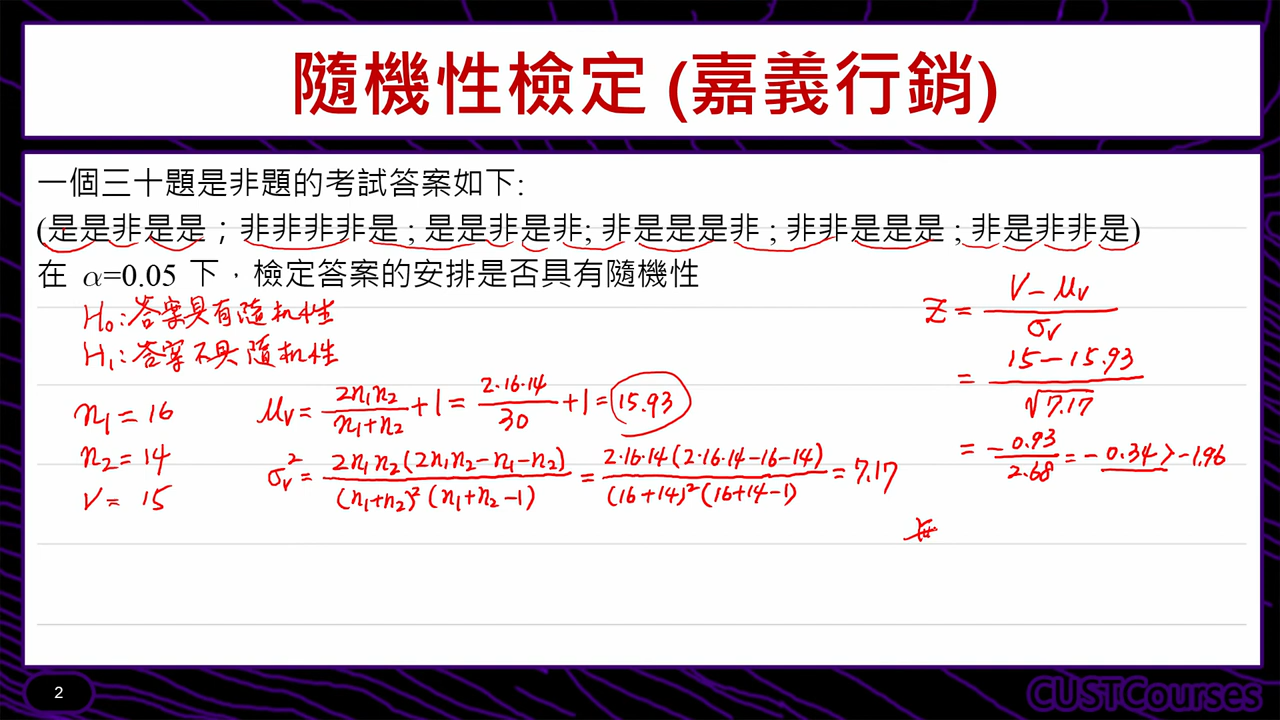 隨機性檢定 (嘉義行銷)
一個三十題是非題的考試答案如下:
(是是非是是 ; 非非非非是 ; 是是非是非; 非是是是非 ; 非非是是是 ; 非是非非是)
在 α=0.05 下，檢定答案的安排是否具有隨機性
H₀: 答案具有隨机性
H₁: 答案不具隨机性
n₁ = 16
n₂ = 14
V = 15
μv = 2n₁n₂ / (n₁+n₂) + 1 = 2·16·14 / 30 + 1 = 15.93
σv² = 2n₁n₂(2n₁n₂−n₁−n₂) / (n₁+n₂)²(n₁+n₂−1) = 2·16·14(2·16·14−16−14) / (16+14)²(16+14−1) = 7.17
Z = (V − μv) / σv
= (15 − 15.93) / √7.17
= −0.93 / 2.68 = −0.34 > −1.96
2
CUSTCourses